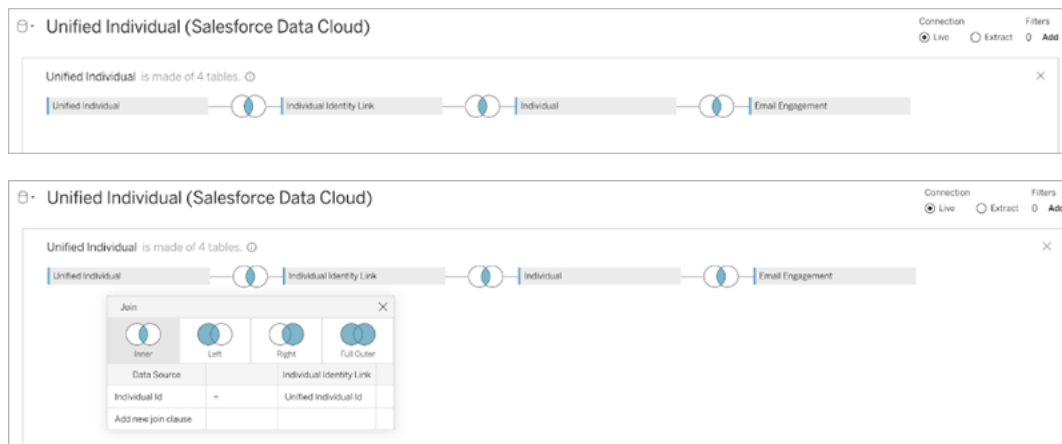 Unified Individual (Salesforce Data Cloud)
Connection
Filters
Live
Extract
0
Add
Unified Individual is made of 4 tables.
Unified Individual
Individual Identity Link
Individual
Email Engagement
Unified Individual (Salesforce Data Cloud)
Connection
Filters
Live
Extract
0
Add
Unified Individual is made of 4 tables.
Unified Individual
Individual Identity Link
Individual
Email Engagement
Join
Inner
Left
Right
Full Outer
Data Source
Individual Identity Link
Individual Id
=
Unified Individual Id
Add new join clause